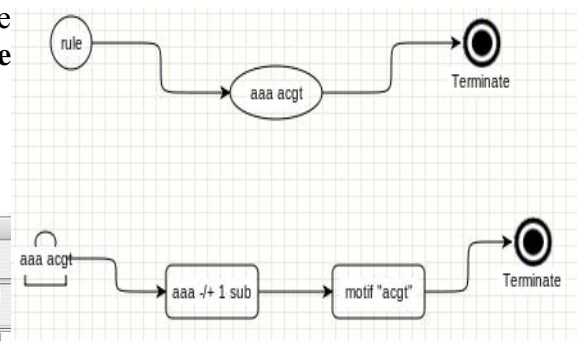 e
rule
e
aaa acgt
Terminate
aaa acgt
aaa -/+ 1 sub
motif "acgt"
Terminate